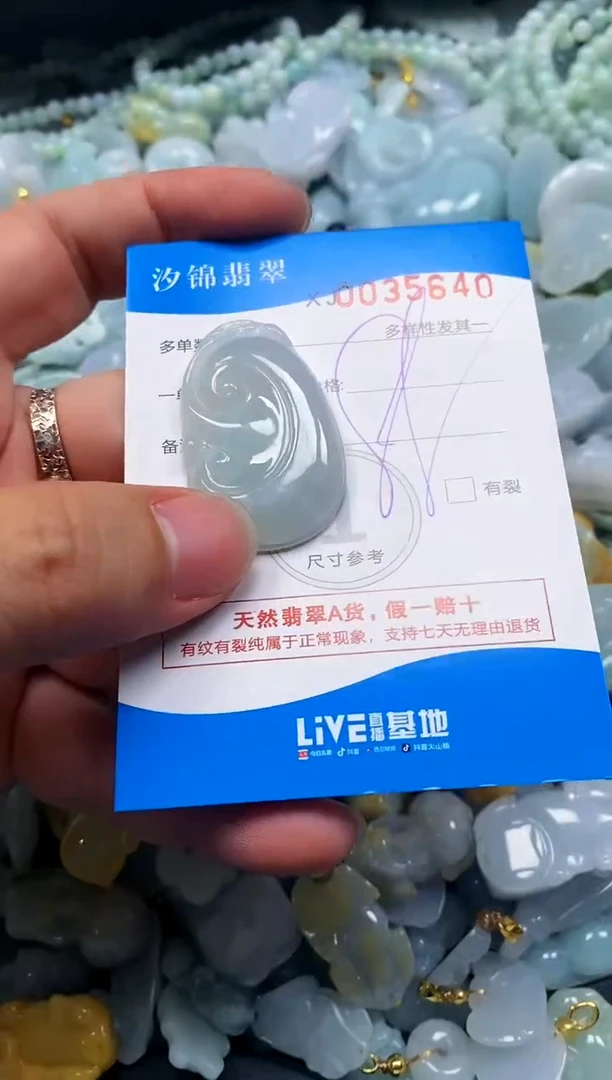 汐锦翡翠
XJ0035640
多单
多样性发其一
一
格:
备
有裂
尺寸参考
天然翡翠A货，假一赔十
有纹有裂纯属于正常现象，支持七天无理由退货
LiVE直播基地
今日头条 抖音 西瓜视频 抖音火山版